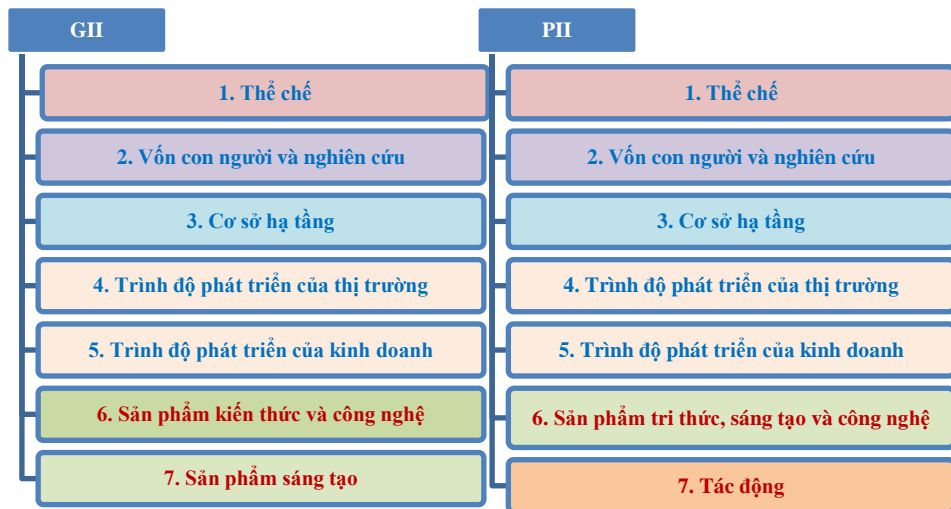 GII
1. Thể chế
2. Vốn con người và nghiên cứu
3. Cơ sở hạ tầng
4. Trình độ phát triển của thị trường
5. Trình độ phát triển của kinh doanh
6. Sản phẩm kiến thức và công nghệ
7. Sản phẩm sáng tạo
PII
1. Thể chế
2. Vốn con người và nghiên cứu
3. Cơ sở hạ tầng
4. Trình độ phát triển của thị trường
5. Trình độ phát triển của kinh doanh
6. Sản phẩm tri thức, sáng tạo và công nghệ
7. Tác động